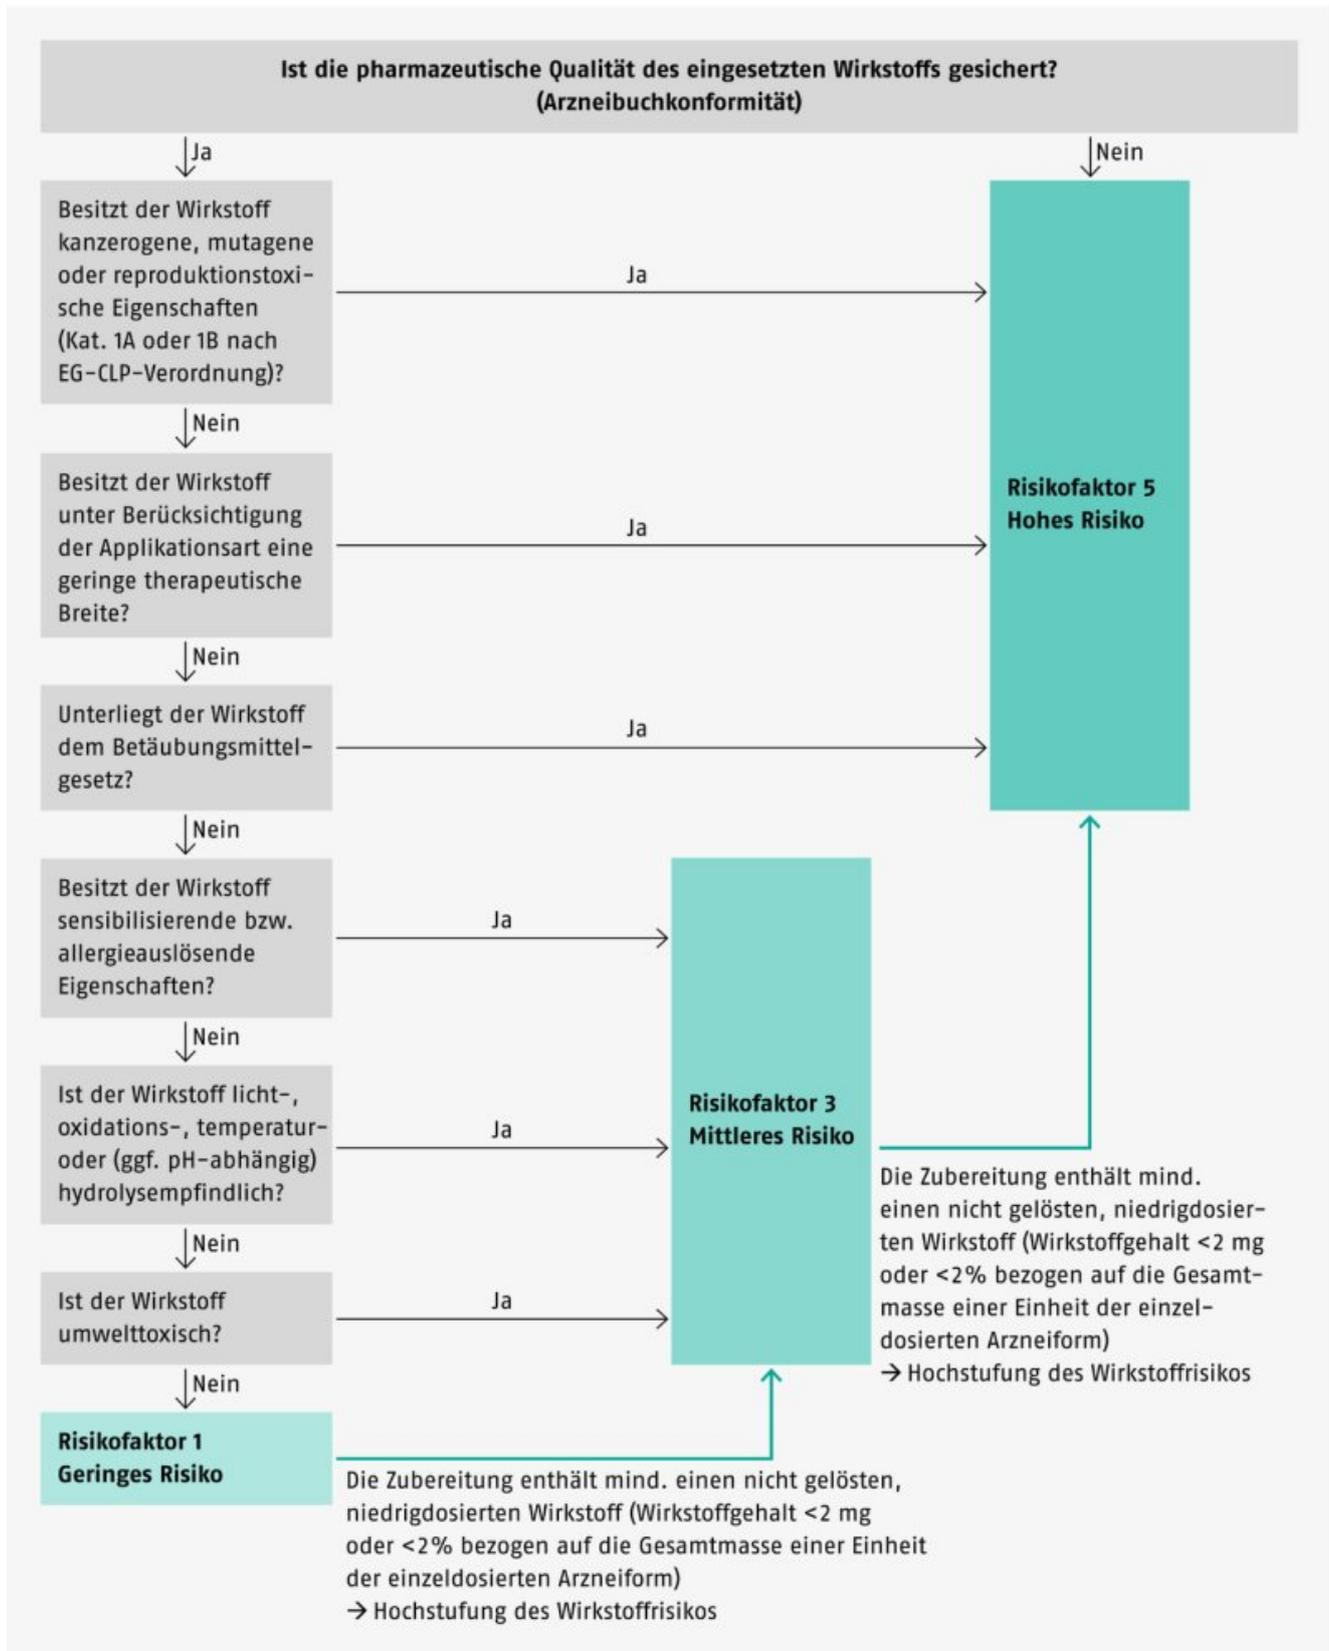 Ist die pharmazeutische Qualität des eingesetzten Wirkstoffs gesichert?
(Arzneibuchkonformität)
Ja
Nein
Besitzt der Wirkstoff
kanzerogene, mutagene
oder reproduktionstoxi-
sche Eigenschaften
(Kat. 1A oder 1B nach
EG-CLP-Verordnung)?
Ja
Nein
Besitzt der Wirkstoff
unter Berücksichtigung
der Applikationsart eine
geringe therapeutische
Breite?
Ja
Risikofaktor 5
Hohes Risiko
Nein
Unterliegt der Wirkstoff
dem Betäubungsmittel-
gesetz?
Ja
Nein
Besitzt der Wirkstoff
sensibilisierende bzw.
allergieauslösende
Eigenschaften?
Ja
Nein
Ist der Wirkstoff licht-,
oxidations-, temperatur-
oder (ggf. pH-abhängig)
hydrolysempfindlich?
Ja
Risikofaktor 3
Mittleres Risiko
Die Zubereitung enthält mind.
einen nicht gelösten, niedrigdosier-
ten Wirkstoff (Wirkstoffgehalt <2 mg
oder <2% bezogen auf die Gesamt-
masse einer Einheit der einzel-
dosierten Arzneiform)
→ Hochstufung des Wirkstoffrisikos
Nein
Ist der Wirkstoff
umwelttoxisch?
Ja
Nein
Risikofaktor 1
Geringes Risiko
Die Zubereitung enthält mind. einen nicht gelösten,
niedrigdosierten Wirkstoff (Wirkstoffgehalt <2 mg
oder <2% bezogen auf die Gesamtmasse einer Einheit
der einzeldosierten Arzneiform)
→ Hochstufung des Wirkstoffrisikos